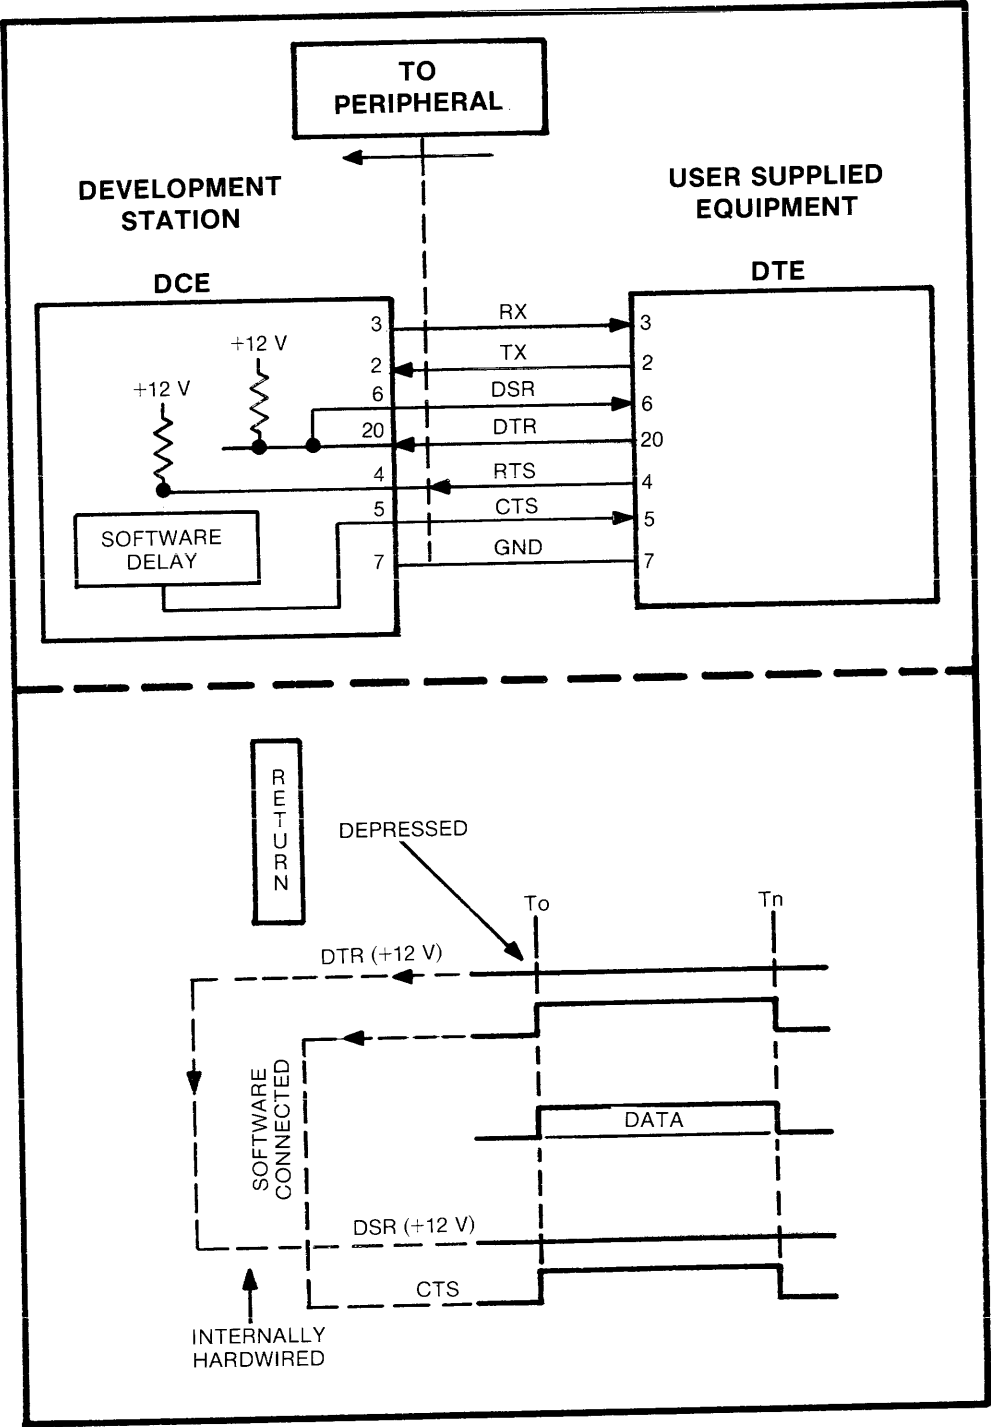 TO
PERIPHERAL
DEVELOPMENT
STATION
USER SUPPLIED
EQUIPMENT
DCE
DTE
3
RX
3
+12 V
2
TX
2
+12 V
6
DSR
6
20
DTR
20
4
RTS
4
5
CTS
5
SOFTWARE
DELAY
7
GND
7
RETURN
DEPRESSED
To
Tn
DTR (+12 V)
SOFTWARE
CONNECTED
DATA
DSR (+12 V)
CTS
INTERNALLY
HARDWIRED